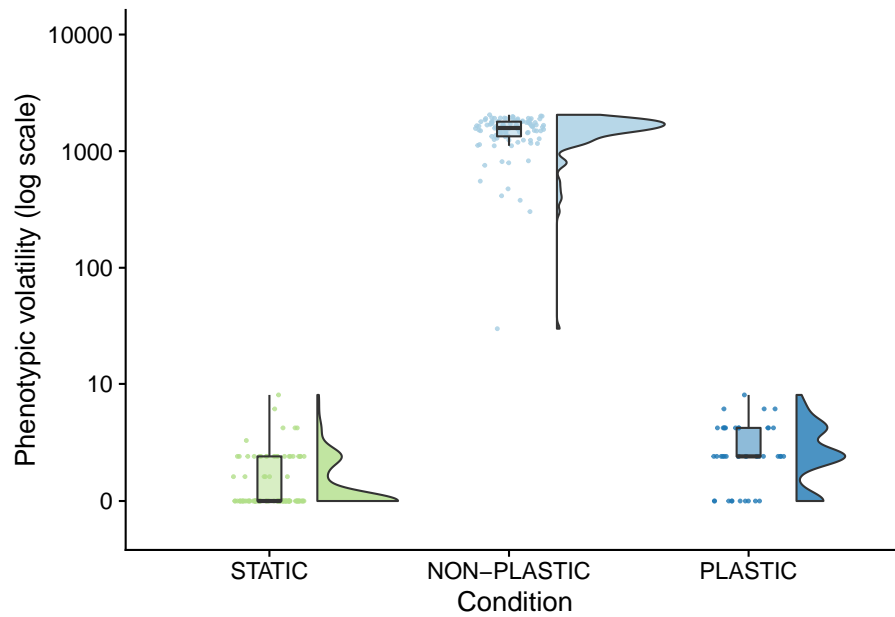 Phenotypic volatility (log scale)
10000
1000
100
10
0
STATIC
NON−PLASTIC
PLASTIC
Condition